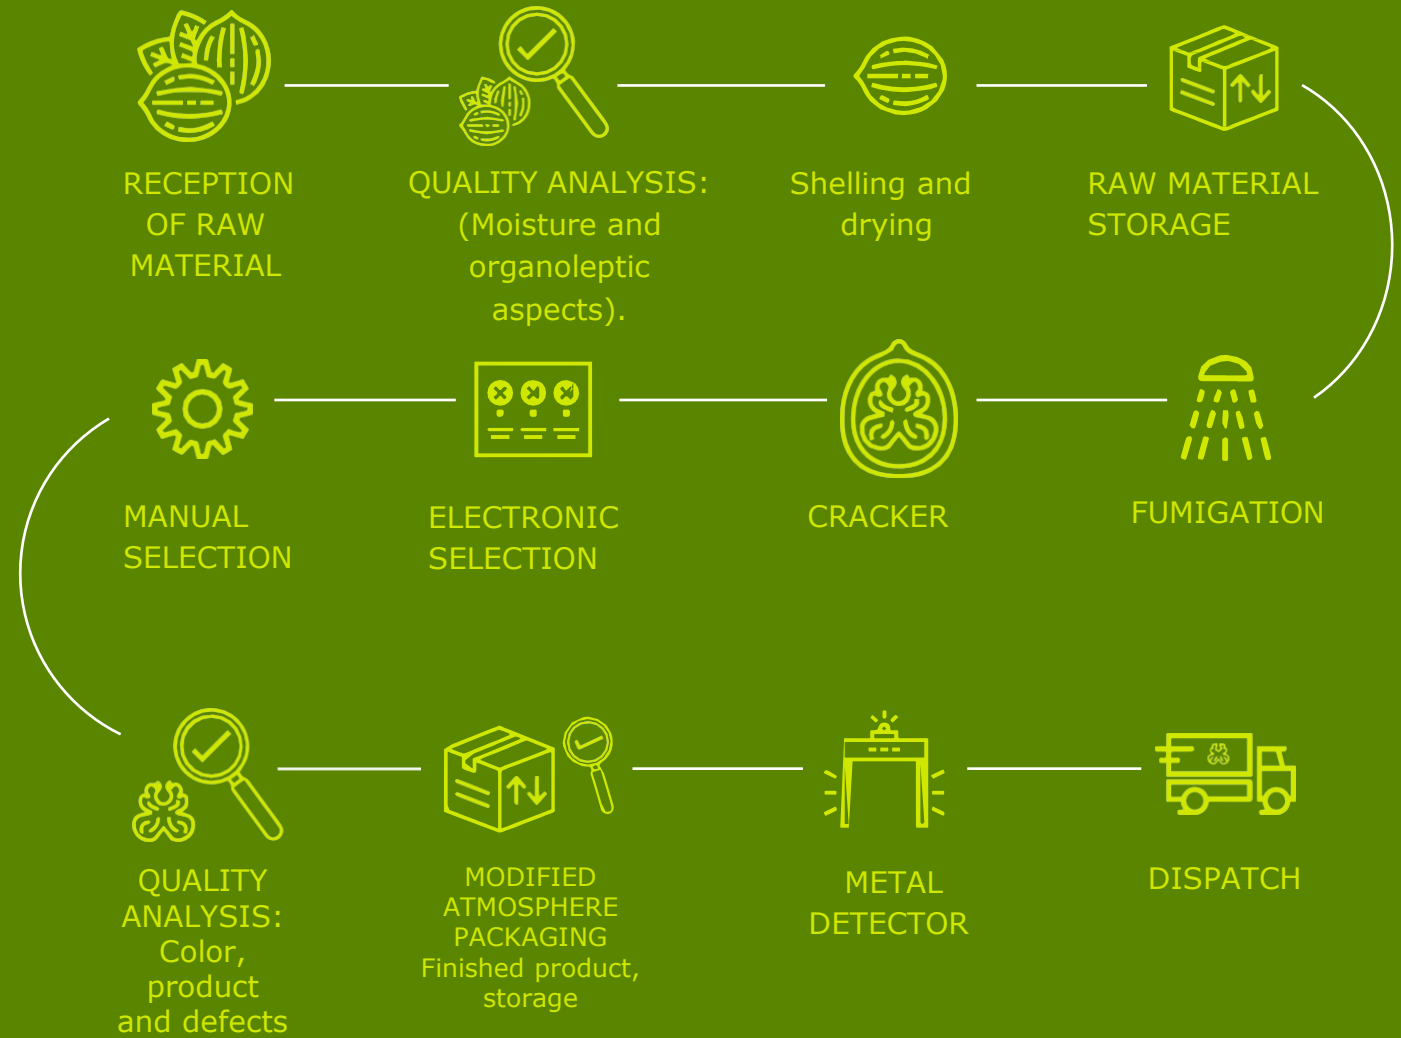 RECEPTION
OF RAW
MATERIAL
QUALITY ANALYSIS:
(Moisture and
organoleptic
aspects).
Shelling and
drying
RAW MATERIAL
STORAGE
MANUAL
SELECTION
ELECTRONIC
SELECTION
CRACKER
FUMIGATION
QUALITY
ANALYSIS:
Color,
product
and defects
MODIFIED
ATMOSPHERE
PACKAGING
Finished product,
storage
METAL
DETECTOR
DISPATCH